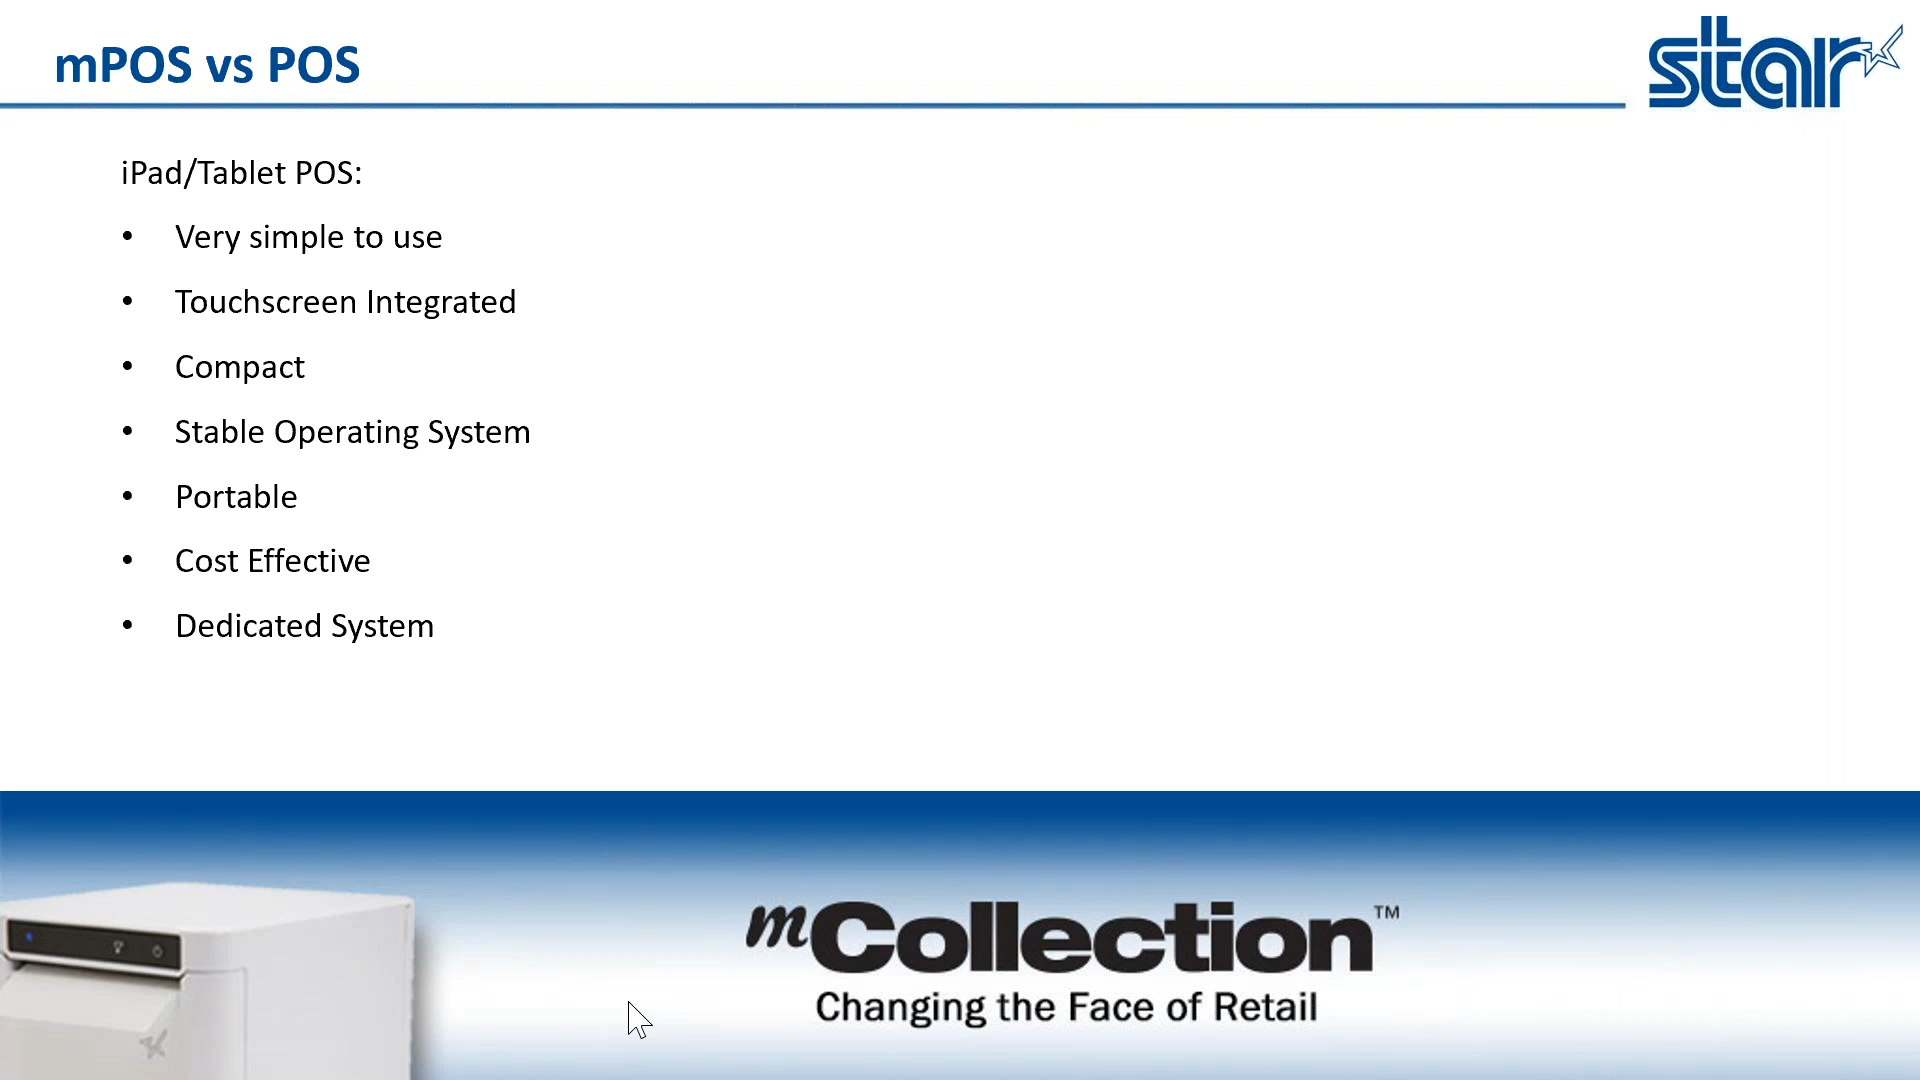 mPOS vs POS
star
iPad/Tablet POS:
• Very simple to use
• Touchscreen Integrated
• Compact
• Stable Operating System
• Portable
• Cost Effective
• Dedicated System
mCollection™
Changing the Face of Retail